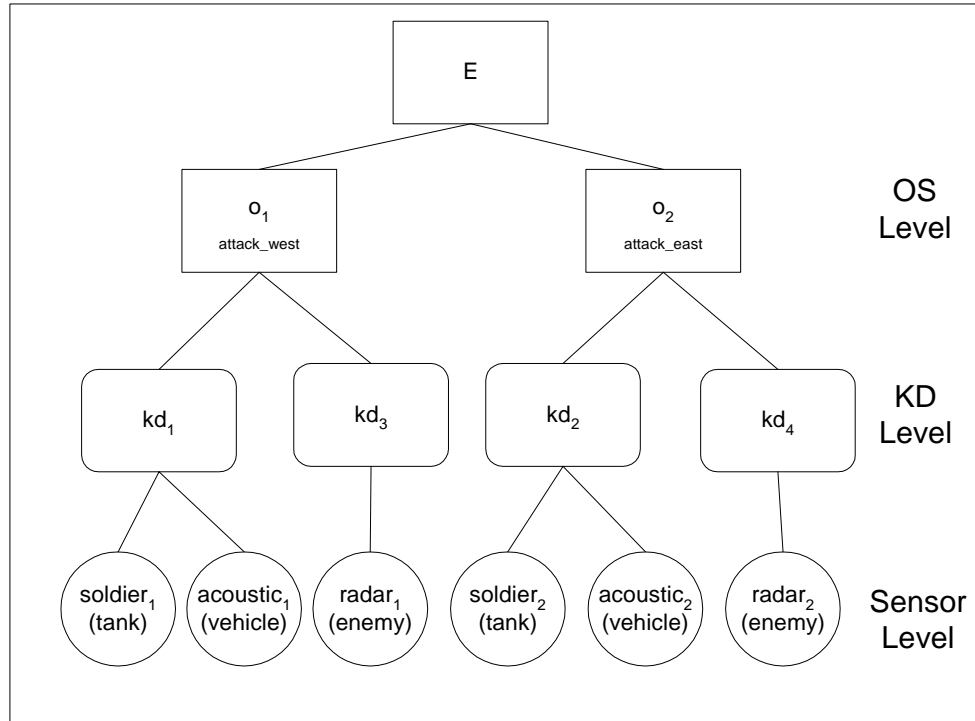 E
o₁
attack_west
o₂
attack_east
OS
Level
kd₁
kd₃
kd₂
kd₄
KD
Level
soldier₁
(tank)
acoustic₁
(vehicle)
radar₁
(enemy)
soldier₂
(tank)
acoustic₂
(vehicle)
radar₂
(enemy)
Sensor
Level